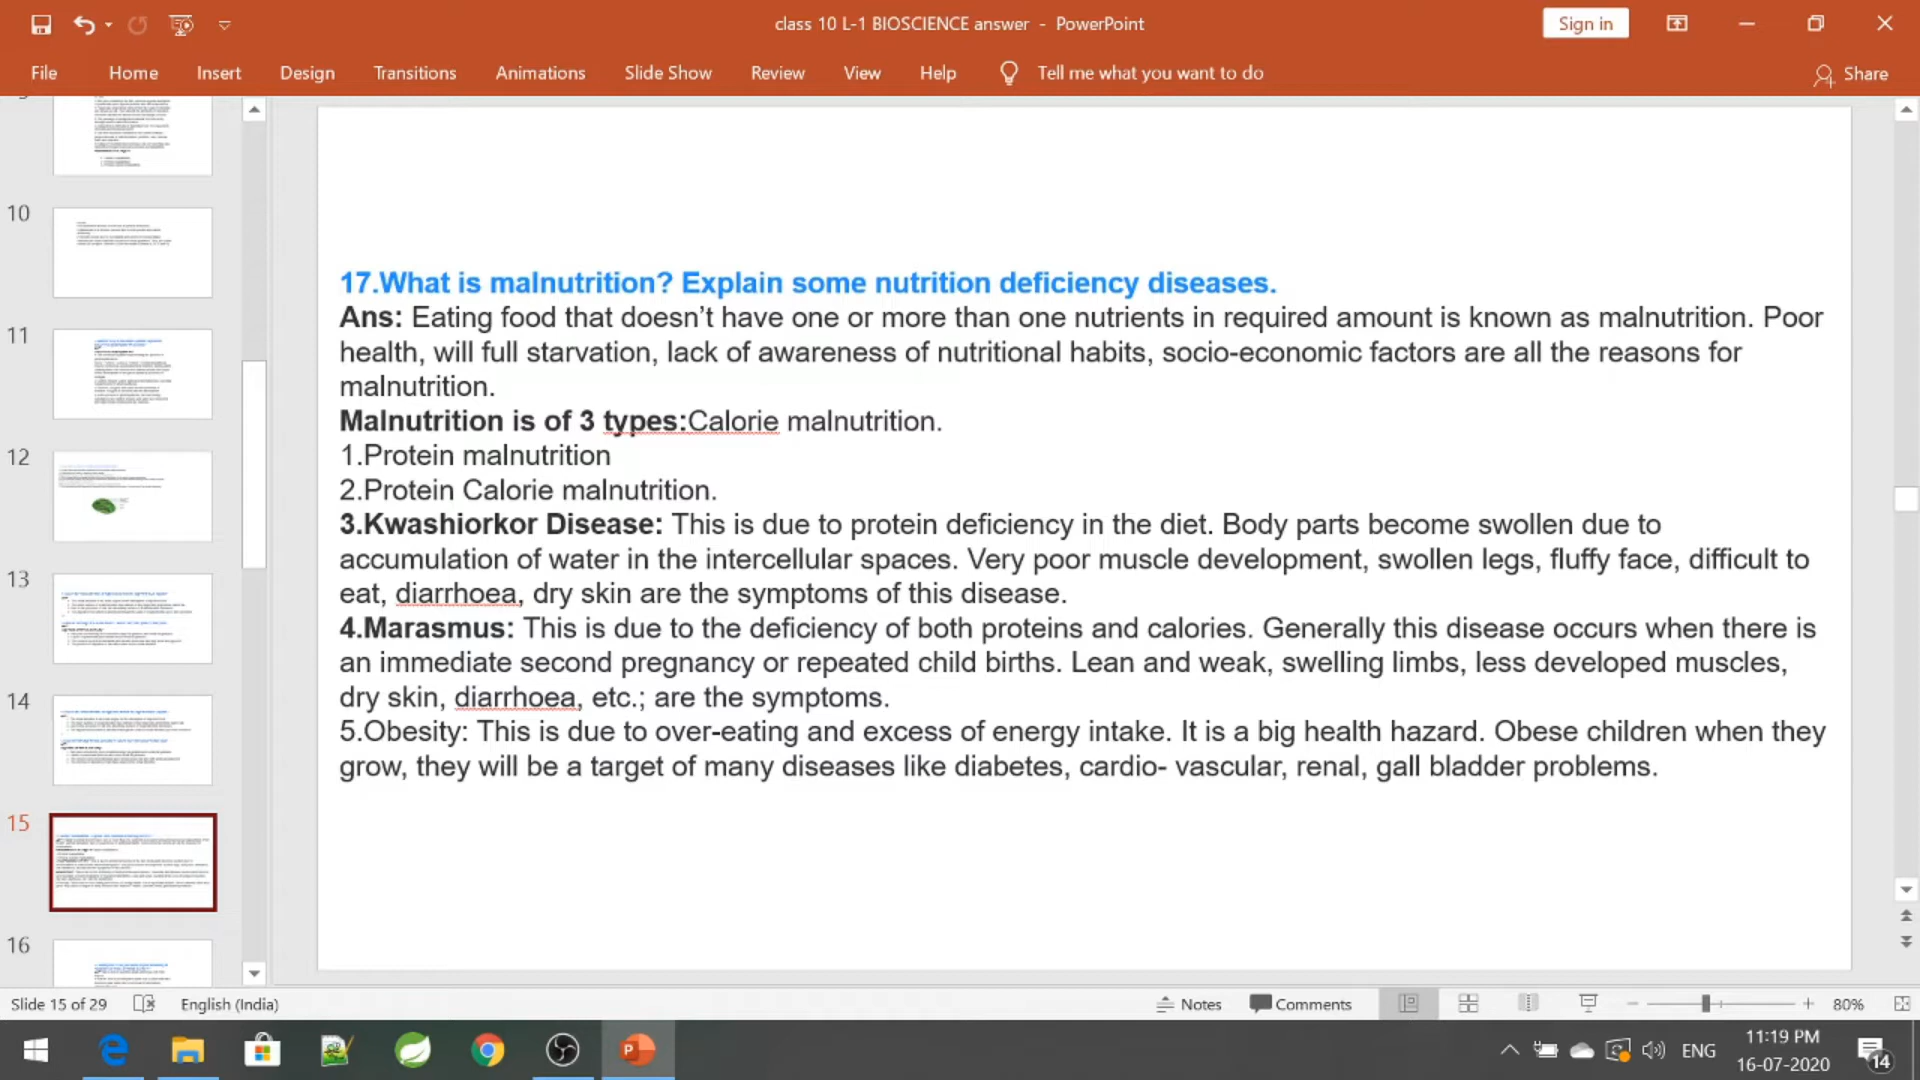 class 10 L-1 BIOSCIENCE answer - PowerPoint
Sign in
File Home Insert Design Transitions Animations Slide Show Review View Help Tell me what you want to do Share
10
11
12
13
14
15
16
17.What is malnutrition? Explain some nutrition deficiency diseases.
Ans: Eating food that doesn’t have one or more than one nutrients in required amount is known as malnutrition. Poor
health, will full starvation, lack of awareness of nutritional habits, socio-economic factors are all the reasons for
malnutrition.
Malnutrition is of 3 types:Calorie malnutrition.
1.Protein malnutrition
2.Protein Calorie malnutrition.
3.Kwashiorkor Disease: This is due to protein deficiency in the diet. Body parts become swollen due to
accumulation of water in the intercellular spaces. Very poor muscle development, swollen legs, fluffy face, difficult to
eat, diarrhoea, dry skin are the symptoms of this disease.
4.Marasmus: This is due to the deficiency of both proteins and calories. Generally this disease occurs when there is
an immediate second pregnancy or repeated child births. Lean and weak, swelling limbs, less developed muscles,
dry skin, diarrhoea, etc.; are the symptoms.
5.Obesity: This is due to over-eating and excess of energy intake. It is a big health hazard. Obese children when they
grow, they will be a target of many diseases like diabetes, cardio- vascular, renal, gall bladder problems.
Slide 15 of 29 English (India) Notes Comments 80%
ENG 11:19 PM
16-07-2020 14